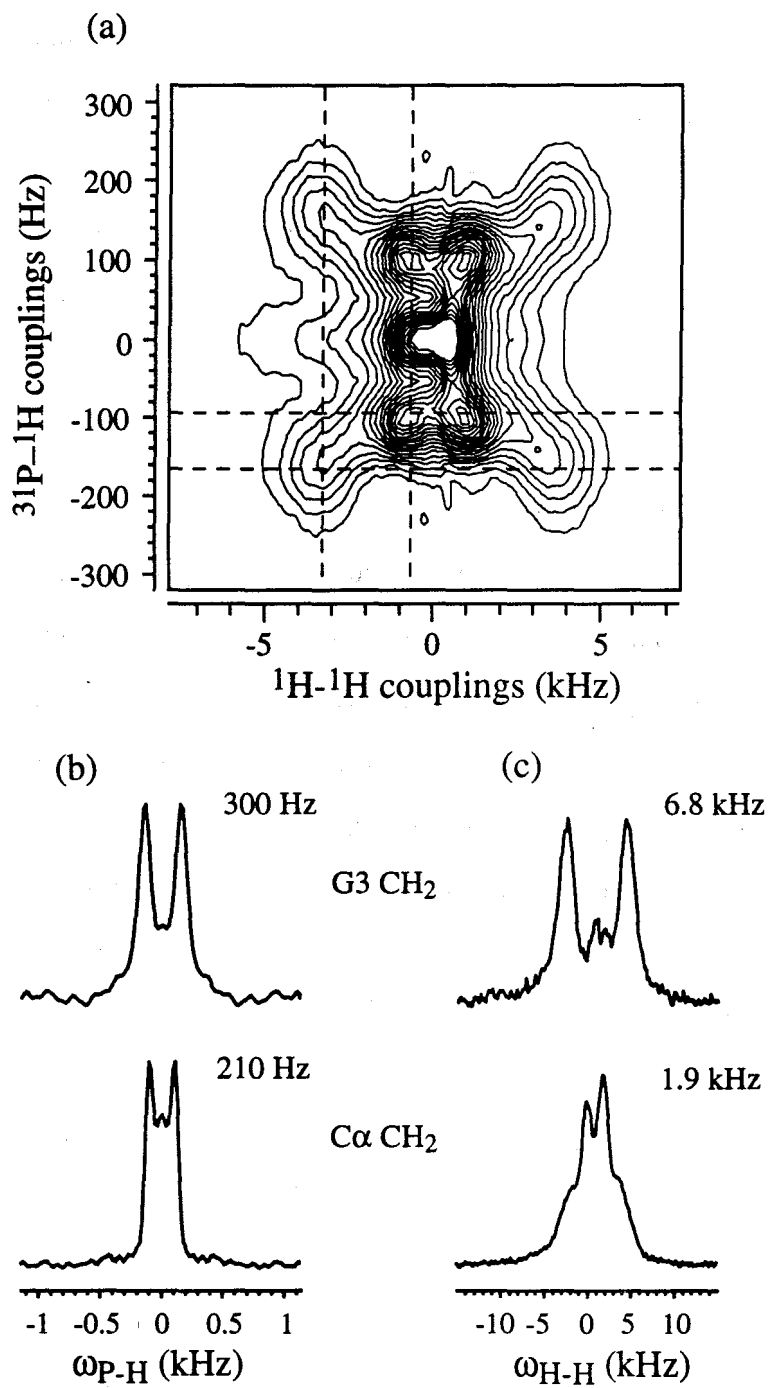 (a)
31P–1H couplings (Hz)
300
200
100
0
-100
-200
-300
-5 0 5
1H-1H couplings (kHz)
(b)
300 Hz
(c)
6.8 kHz
G3 CH2
210 Hz
1.9 kHz
Cα CH2
-1 -0.5 0 0.5 1
ωP-H (kHz)
-10 -5 0 5 10
ωH-H (kHz)